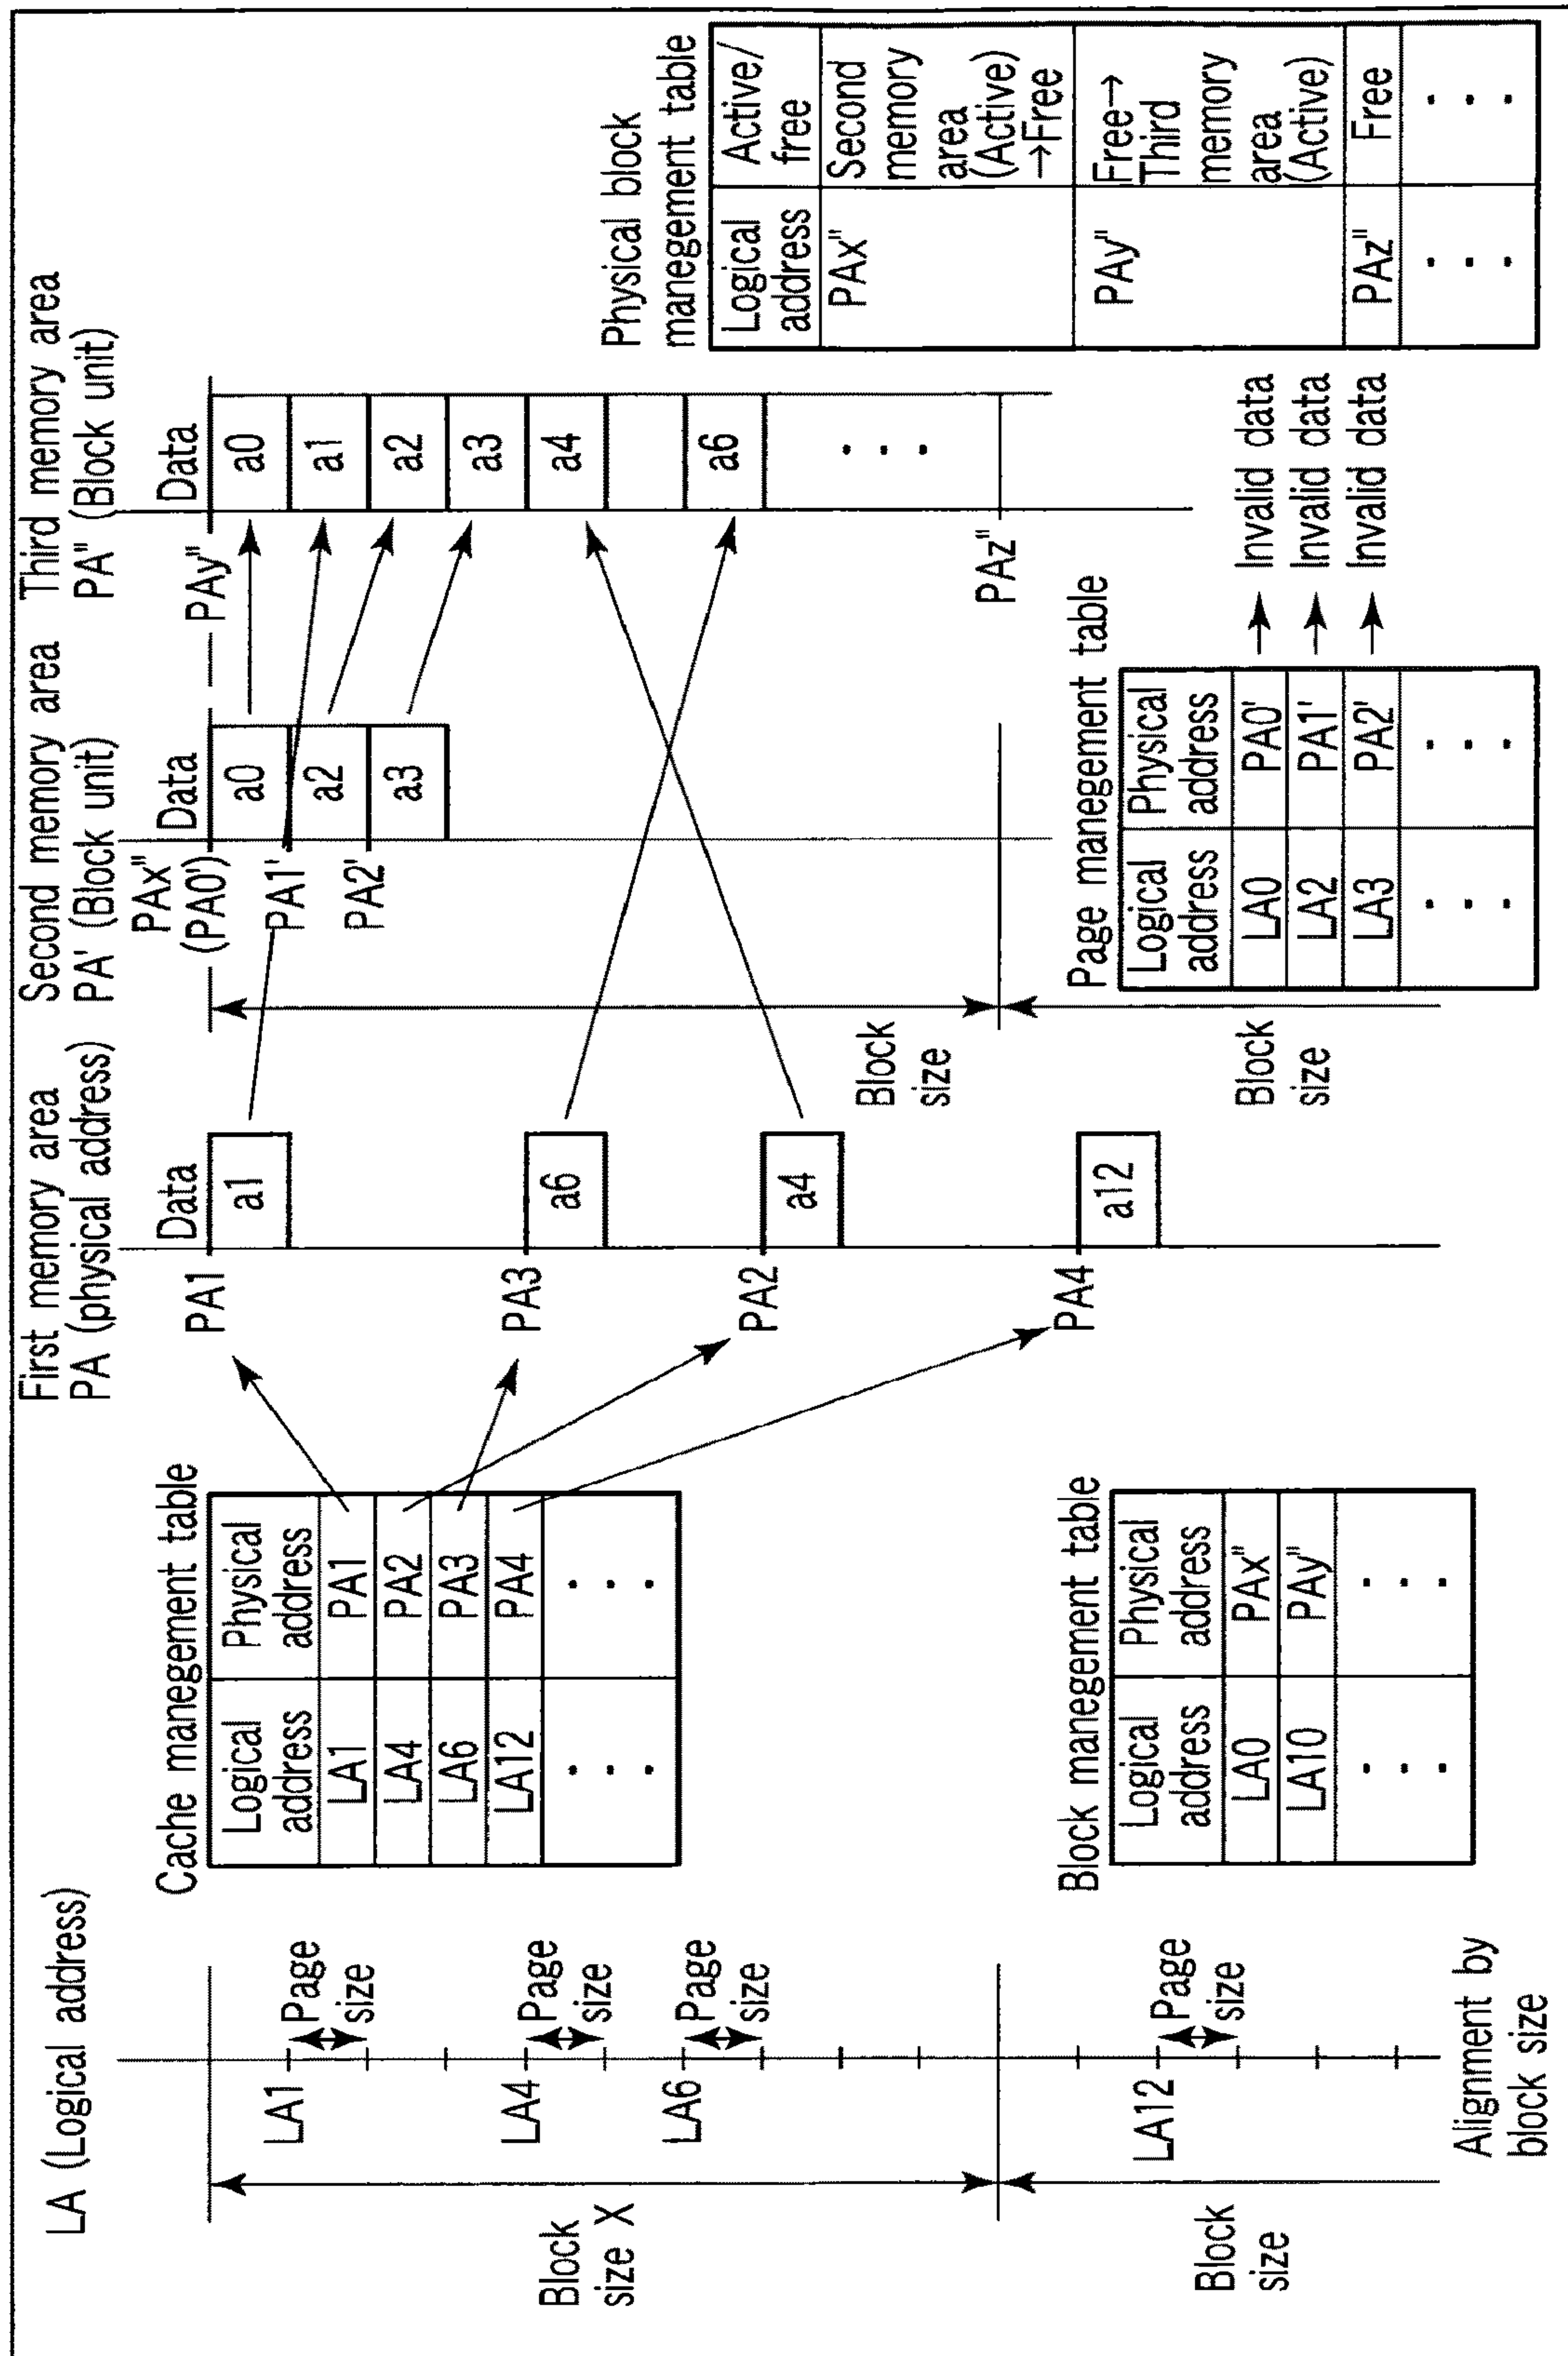 LA (Logical address)
LA1
Page
size
LA4
Page
size
LA6
Page
size
Block
size X
LA12
Page
size
Block
size
Alignment by
block size
Cache manegement table
Logical
address
Physical
address
LA1 PA1
LA4 PA2
LA6 PA3
LA12 PA4
Block manegement table
Logical
address
Physical
address
LA0 PAx"
LA10 PAy"
First memory area
PA (physical address)
Data
PA1
a1
PA3
a6
PA2
a4
PA4
a12
Second memory area
PA' (Block unit)
Data
PAx"
(PA0')
a0
PA1'
a2
PA2'
a3
Block
size
Block
size
Page manegement table
Logical
address
Physical
address
LA0 PA0' Invalid data
LA2 PA1' Invalid data
LA3 PA2' Invalid data
Third memory area
PA" (Block unit)
Data
PAy"
a0
a1
a2
a3
a4
a6
PAz"
Physical block
manegement table
Logical
address
Active/
free
PAx"
Second
memory
area
(Active)
→Free
PAy"
Free→
Third
memory
area
(Active)
PAz" Free